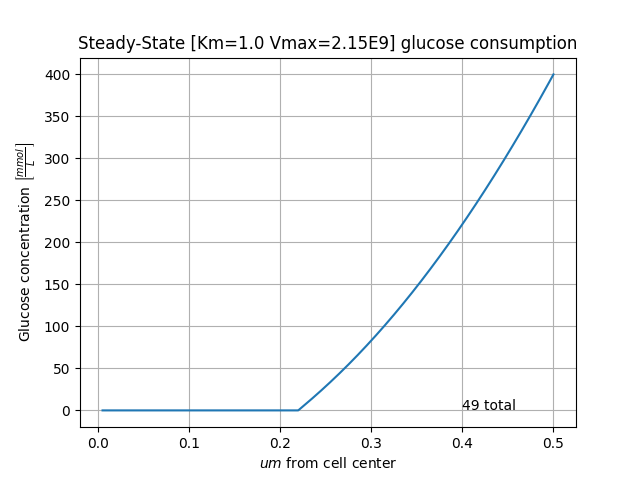 Steady-State [Km=1.0 Vmax=2.15E9] glucose consumption
400
350
300
250
200
150
100
50
0
Glucose concentration [mmol/L]
49 total
0.0 0.1 0.2 0.3 0.4 0.5
um from cell center